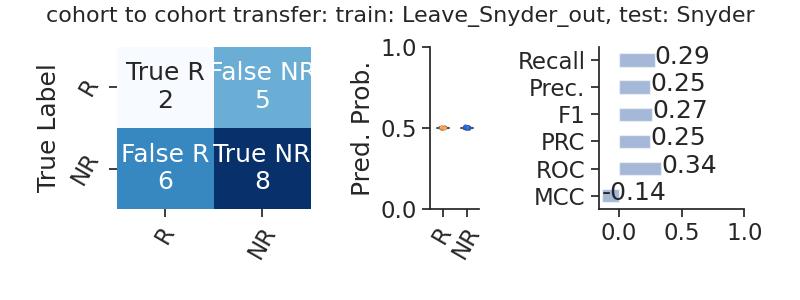 cohort to cohort transfer: train: Leave_Snyder_out, test: Snyder
True Label
R
NR
True R
2
False NR
5
False R
6
True NR
8
R
NR
Pred. Prob.
1.0
0.5
0.0
R
NR
Recall
0.29
Prec.
0.25
F1
0.27
PRC
0.25
ROC
0.34
MCC
-0.14
0.0
0.5
1.0